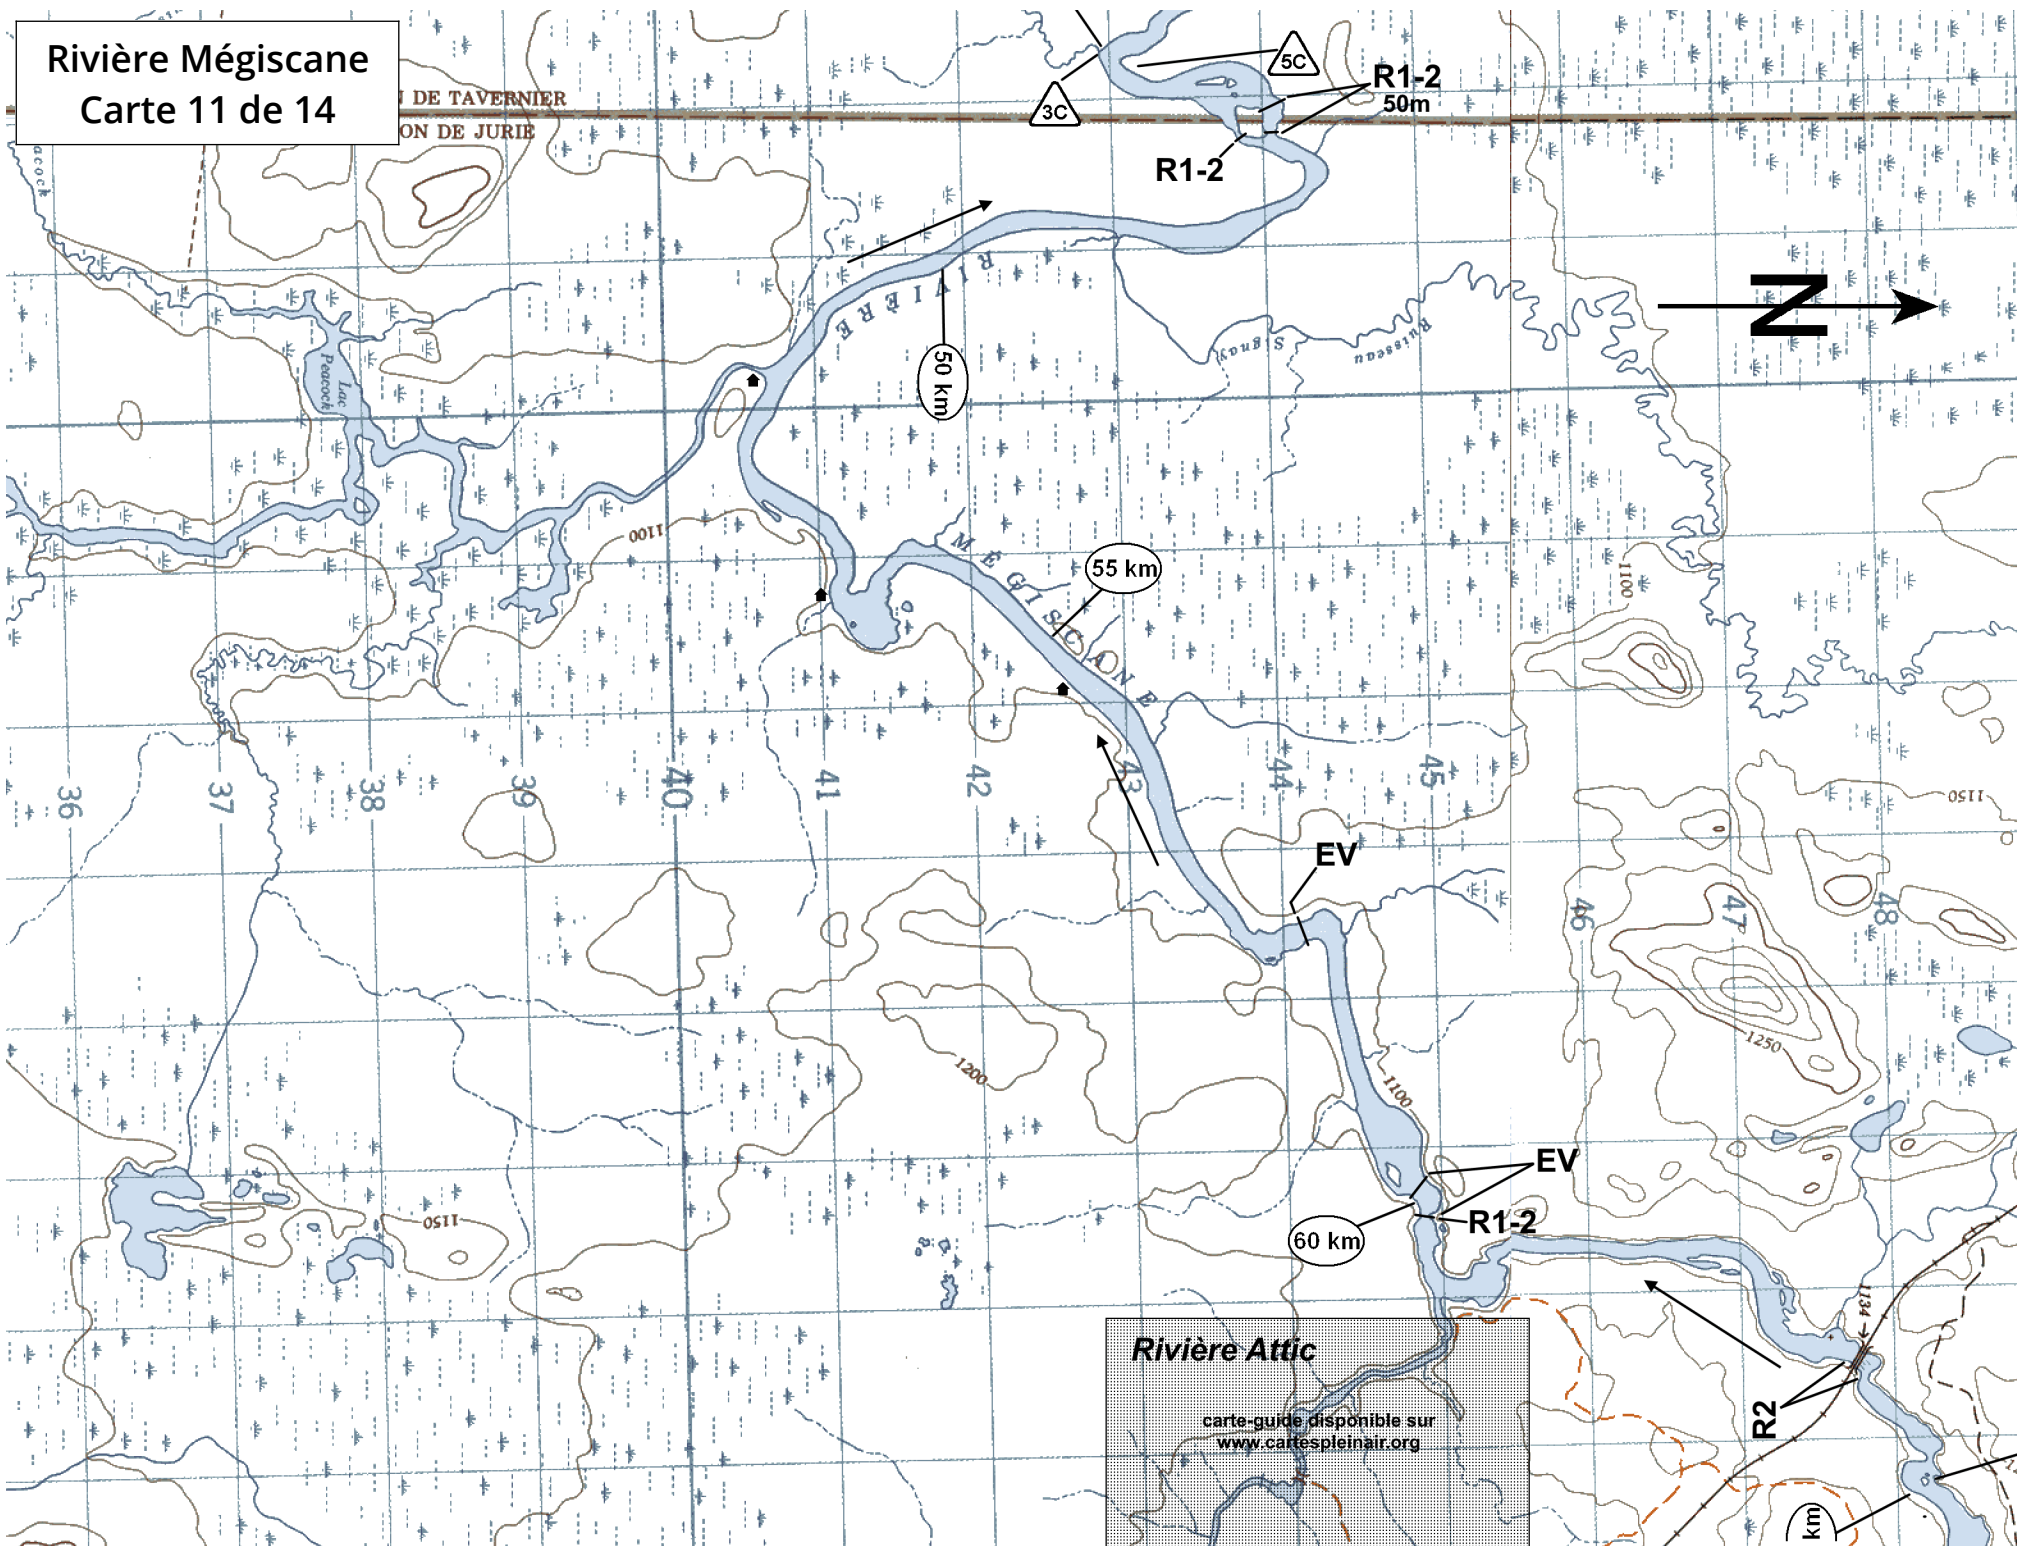 Rivière Mégiscane
Carte 11 de 14
N DE TAVERNIER
ON DE JURIE
acock
3C
5C
R1-2
50m
R1-2
RIVIÈRE
50 km
N
Lac
Peacock
Ruisseau
Signay
1100
MÉGISCANE
55 km
1100
36
37
38
39
40
41
42
43
44
45
46
47
48
1150
EV
1250
1200
1100
EV
R1-2
60 km
1150
1134
Rivière Attic
carte-guide disponible sur
www.cartespleinair.org
R2
km